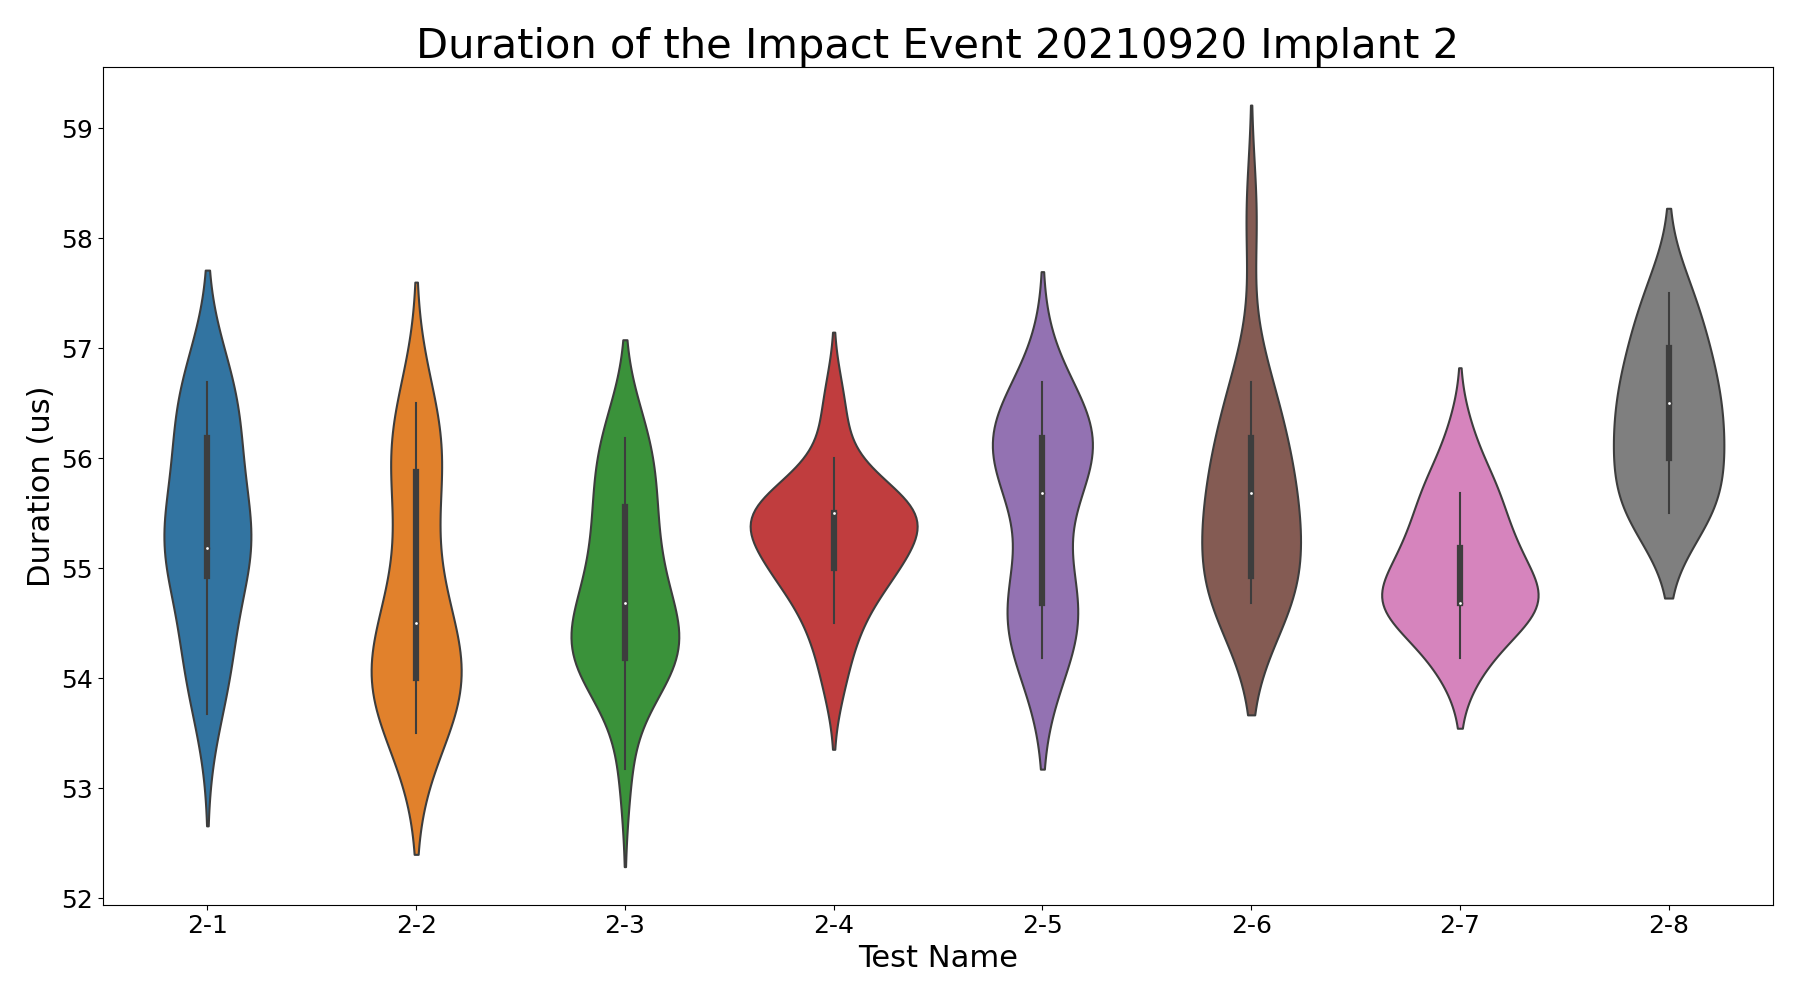 Duration of the Impact Event 20210920 Implant 2
Duration (us)
59
58
57
56
55
54
53
52
2-1 2-2 2-3 2-4 2-5 2-6 2-7 2-8
Test Name